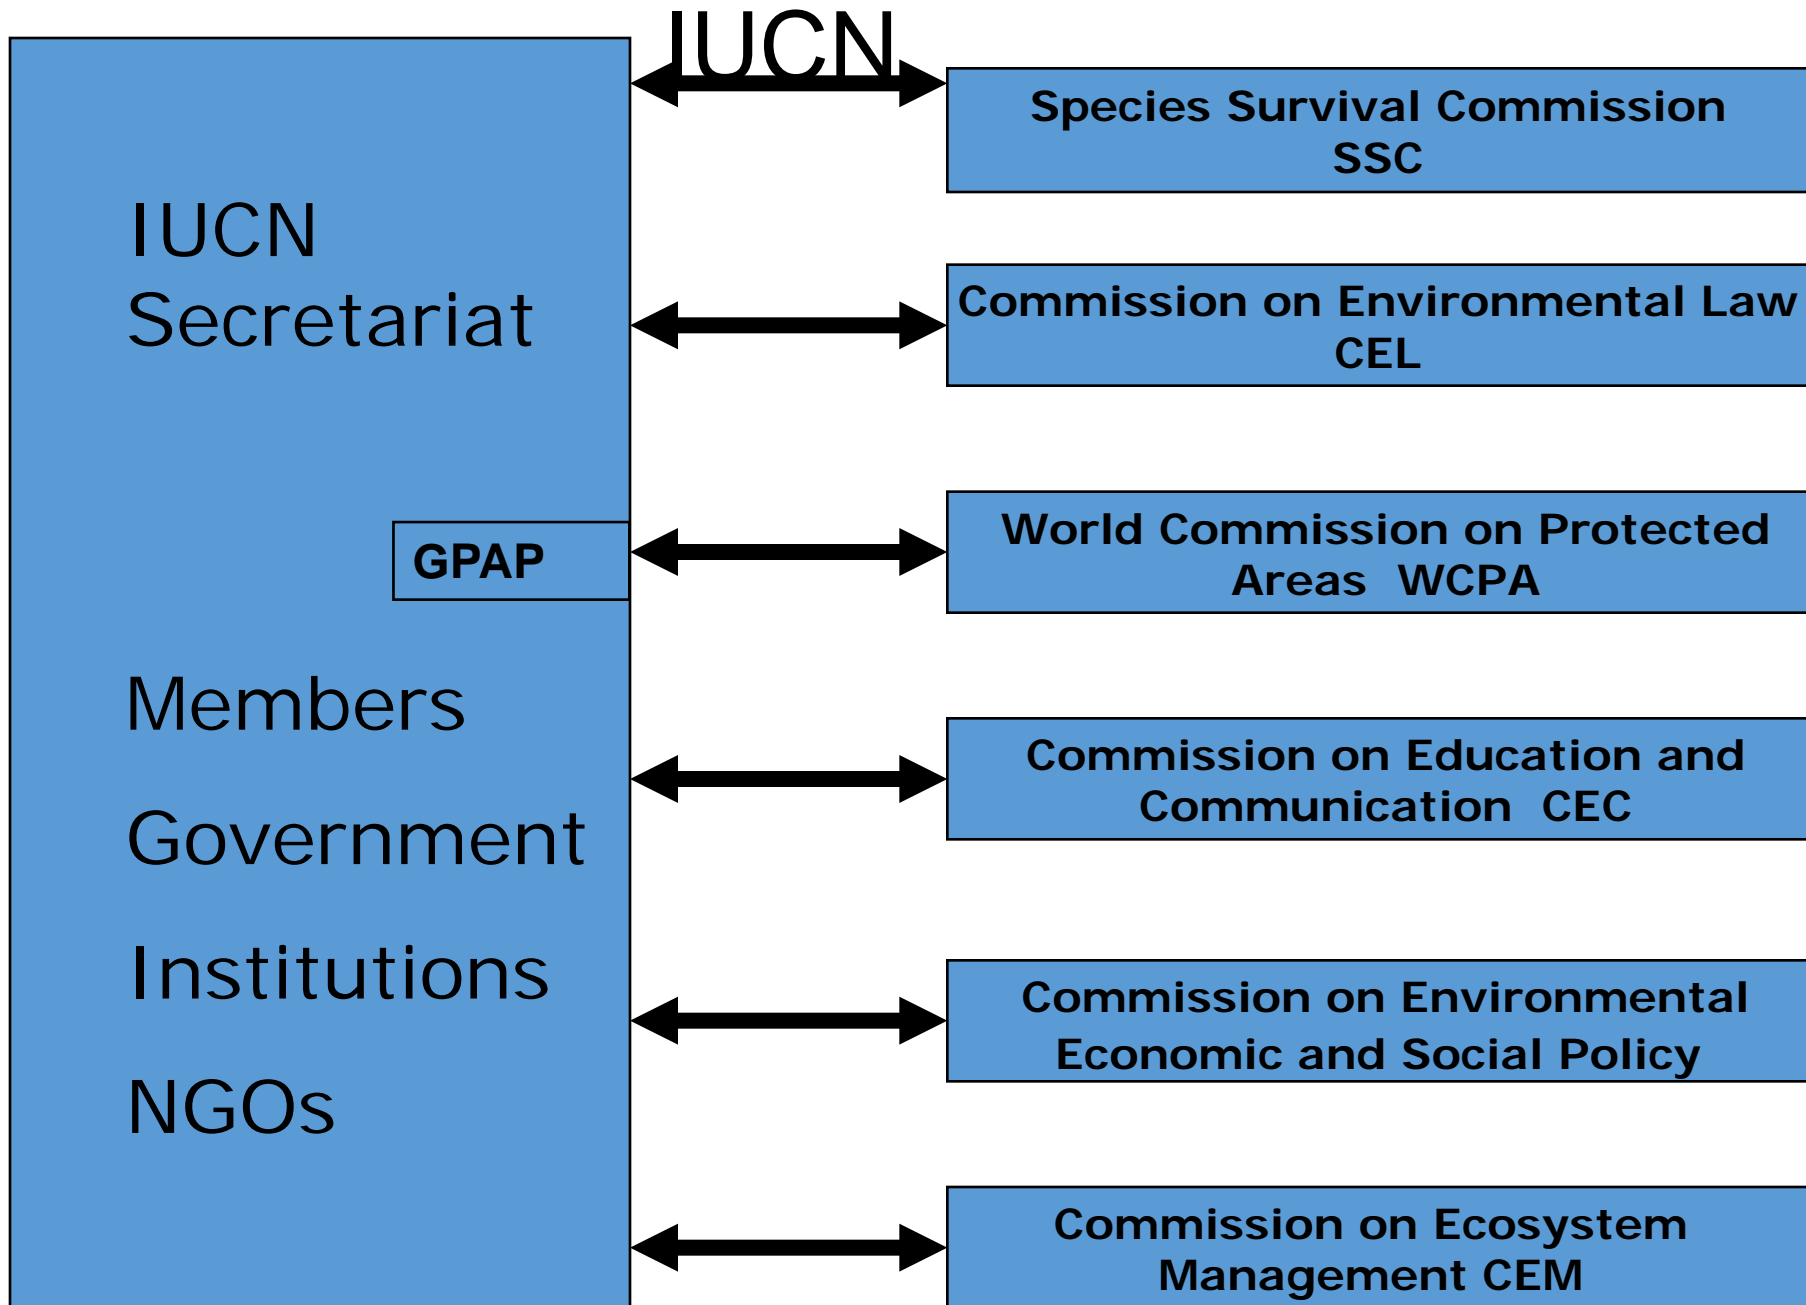 IUCN
IUCN
Secretariat
GPAP
Members
Government
Institutions
NGOs
Species Survival Commission
SSC
Commission on Environmental Law
CEL
World Commission on Protected
Areas WCPA
Commission on Education and
Communication CEC
Commission on Environmental
Economic and Social Policy
Commission on Ecosystem
Management CEM